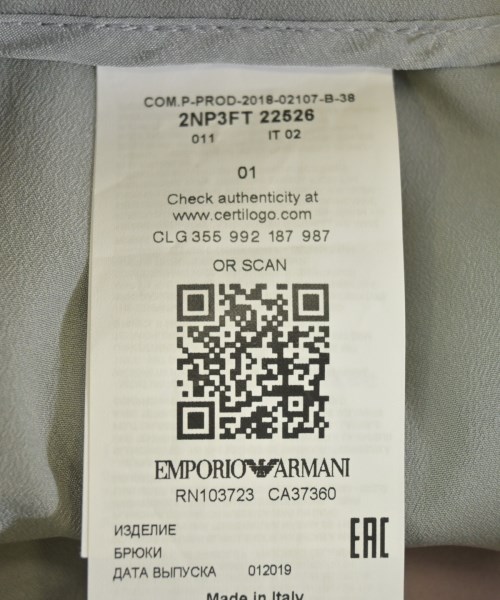 COM.P-PROD-2018-02107-B-38
2NP3FT 22526
011 IT 02
01
Check authenticity at
www.certilogo.com
CLG 355 992 187 987
OR SCAN
EMPORIO ARMANI
RN103723 CA37360
ИЗДЕЛИЕ
EAC
БРЮКИ
ДАТА ВЫПУСКА 012019
Made in Italy